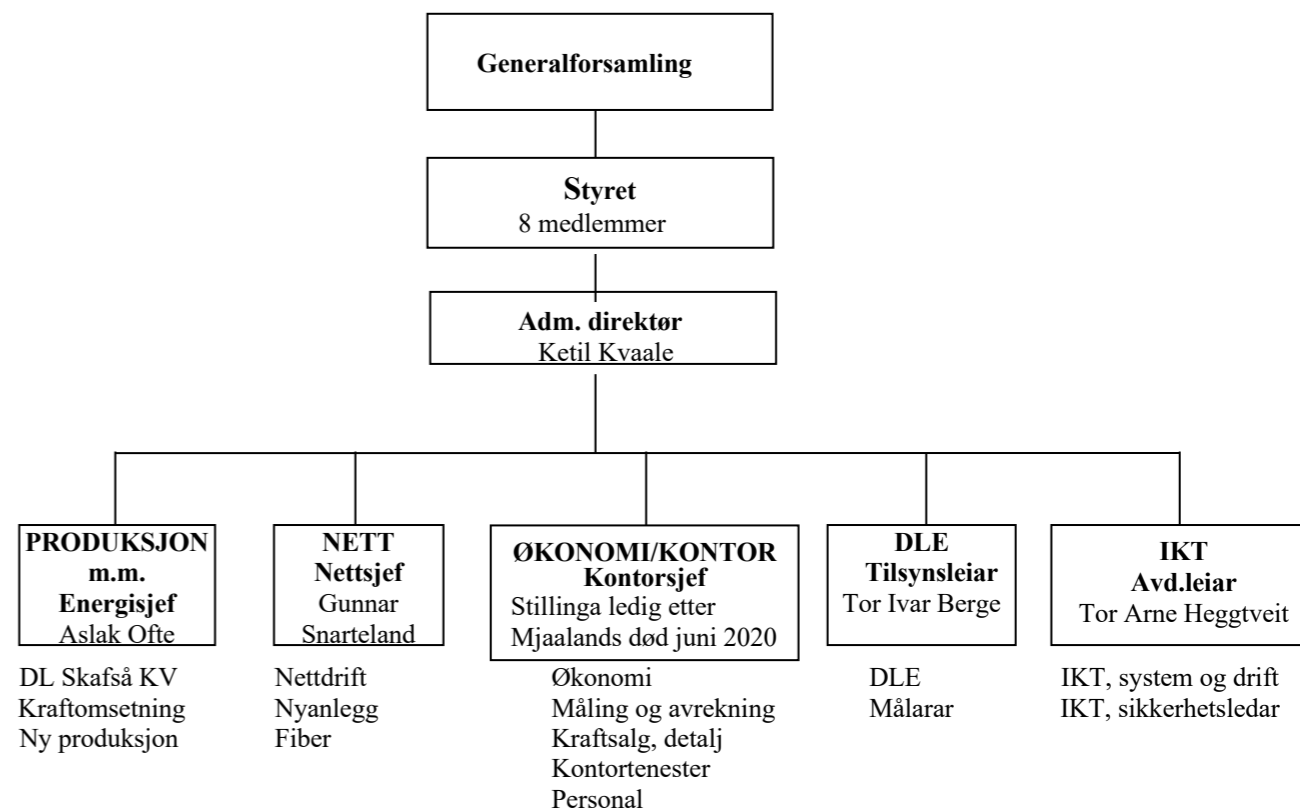 Generalforsamling
Styret
8 medlemmer
Adm. direktør
Ketil Kvaale
PRODUKSJON
m.m.
Energisjef
Aslak Ofte
DL Skafså KV
Kraftomsetning
Ny produksjon
NETT
Nettsjef
Gunnar
Snarteland
Nettdrift
Nyanlegg
Fiber
ØKONOMI/KONTOR
Kontorsjef
Stillinga ledig etter
Mjaalands død juni 2020
Økonomi
Måling og avrekning
Kraftsalg, detalj
Kontortenester
Personal
DLE
Tilsynsleiar
Tor Ivar Berge
DLE
Målarar
IKT
Avd.leiar
Tor Arne Heggtveit
IKT, system og drift
IKT, sikkerhetsledar